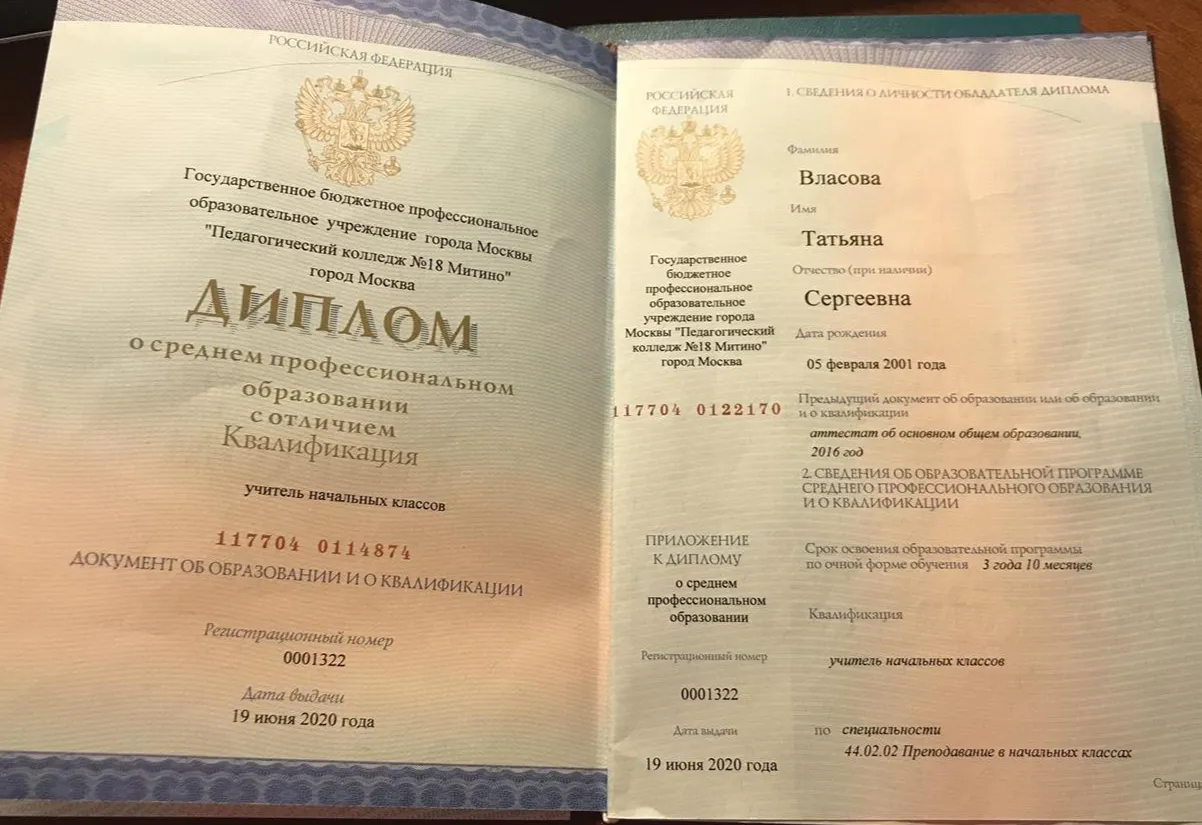 РОССИЙСКАЯ ФЕДЕРАЦИЯ
Государственное бюджетное профессиональное
образовательное учреждение города Москвы
"Педагогический колледж №18 Митино"
город Москва
ДИПЛОМ
о среднем профессиональном
образовании
с отличием
Квалификация
учитель начальных классов
117704 0114874
ДОКУМЕНТ ОБ ОБРАЗОВАНИИ И О КВАЛИФИКАЦИИ
Регистрационный номер
0001322
Дата выдачи
19 июня 2020 года
РОССИЙСКАЯ
ФЕДЕРАЦИЯ
Государственное
бюджетное
профессиональное
образовательное
учреждение города
Москвы "Педагогический
колледж №18 Митино"
город Москва
117704 0122170
ПРИЛОЖЕНИЕ
К ДИПЛОМУ
о среднем
профессиональном
образовании
Регистрационный номер
0001322
Дата выдачи
19 июня 2020 года
1. СВЕДЕНИЯ О ЛИЧНОСТИ ОБЛАДАТЕЛЯ ДИПЛОМА
Фамилия
Власова
Имя
Татьяна
Отчество (при наличии)
Сергеевна
Дата рождения
05 февраля 2001 года
Предыдущий документ об образовании или об образовании
и о квалификации
аттестат об основном общем образовании,
2016 год
2. СВЕДЕНИЯ ОБ ОБРАЗОВАТЕЛЬНОЙ ПРОГРАММЕ
СРЕДНЕГО ПРОФЕССИОНАЛЬНОГО ОБРАЗОВАНИЯ
И О КВАЛИФИКАЦИИ
Срок освоения образовательной программы
по очной форме обучения 3 года 10 месяцев
Квалификация
учитель начальных классов
по специальности
44.02.02 Преподавание в начальных классах